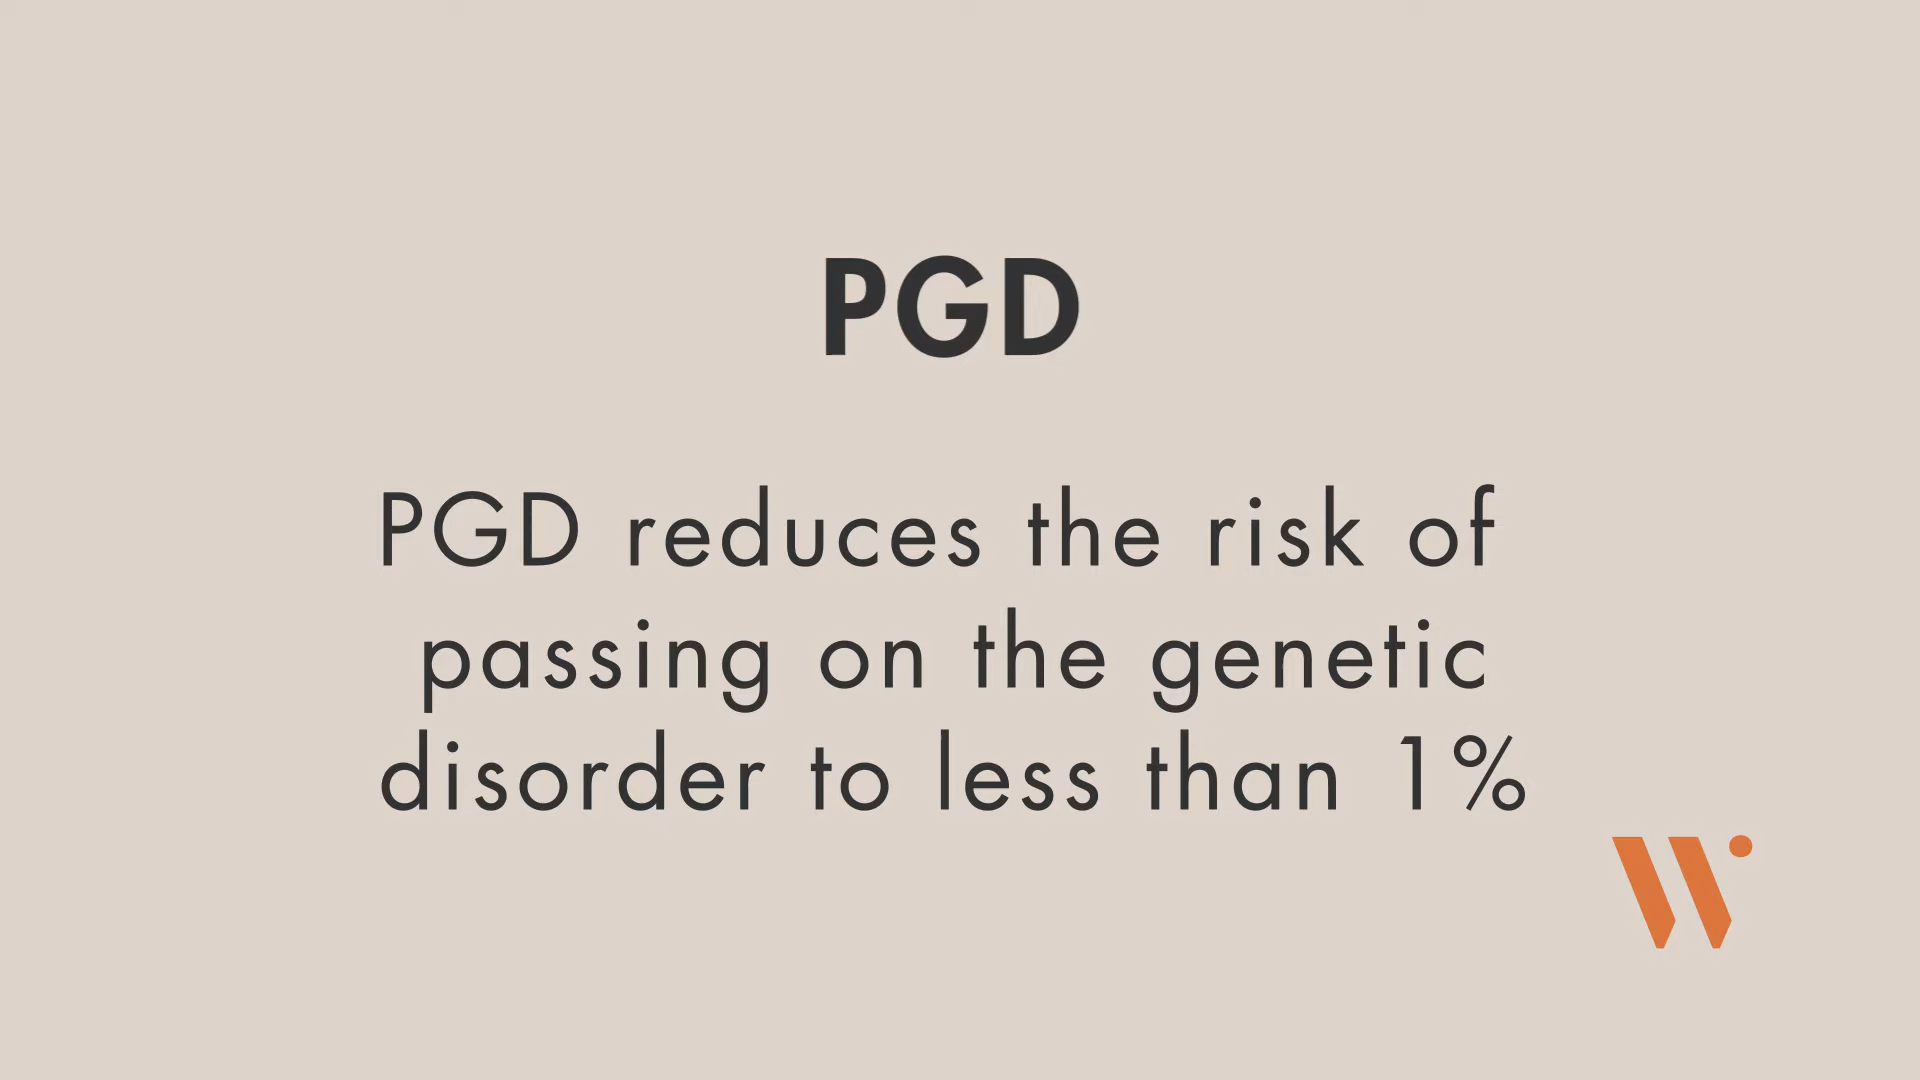 PGD
PGD reduces the risk of
passing on the genetic
disorder to less than 1%